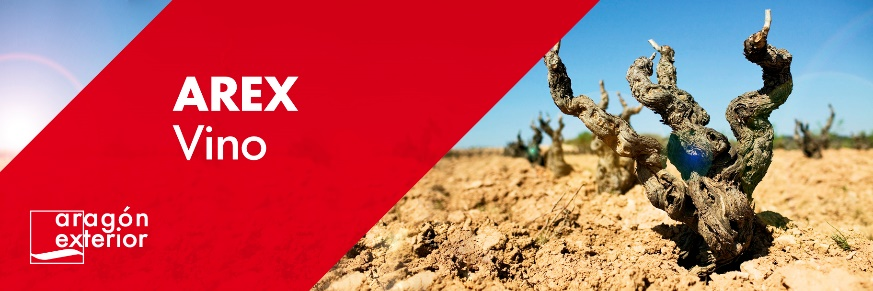 AREX
Vino
aragón
exterior